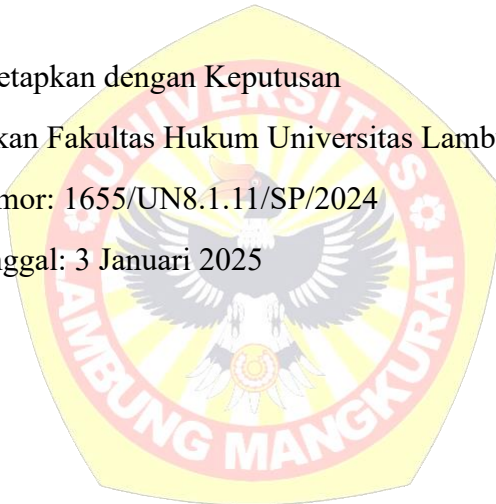 etapkan dengan Keputusan
kan Fakultas Hukum Universitas Lamb
mor: 1655/UN8.1.11/SP/2024
nggal: 3 Januari 2025
UNIVERSITAS
LAMBUNG MANGKURAT